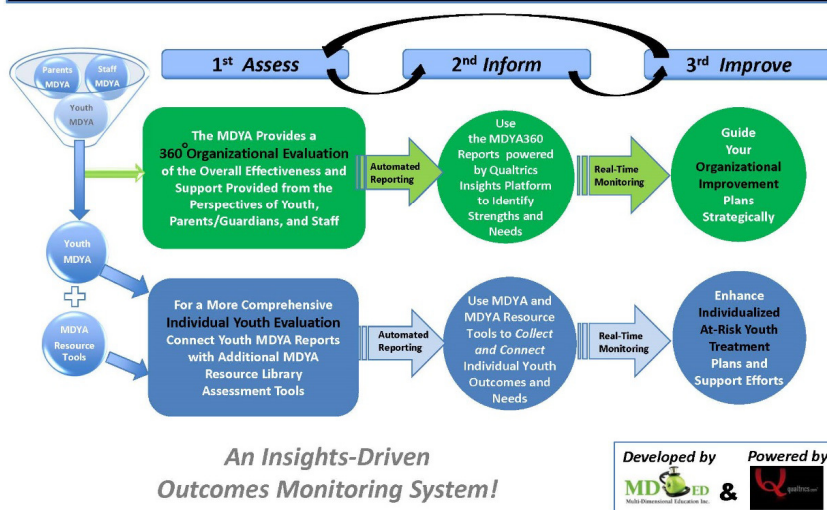 1st Assess
2nd Inform
3rd Improve
Parents
MDYA
Staff
MDYA
Youth
MDYA
The MDYA Provides a
360° Organizational Evaluation
of the Overall Effectiveness and
Support Provided from the
Perspectives of Youth,
Parents/Guardians, and Staff
Automated
Reporting
Use
the MDYA360
Reports powered
by Qualtrics
Insights Platform
to Identify
Strengths and
Needs
Real-Time
Monitoring
Guide
Your
Organizational
Improvement
Plans
Strategically
Youth
MDYA
MDYA
Resource
Tools
For a More Comprehensive
Individual Youth Evaluation
Connect Youth MDYA Reports
with Additional MDYA
Resource Library
Assessment Tools
Automated
Reporting
Use MDYA and
MDYA Resource
Tools to Collect
and Connect
Individual Youth
Outcomes and
Needs
Real-Time
Monitoring
Enhance
Individualized
At-Risk Youth
Treatment
Plans and
Support Efforts
An Insights-Driven
Outcomes Monitoring System!
Developed by
MD ED
Multi-Dimensional Education Inc.
&
Powered by
qualtrics.com